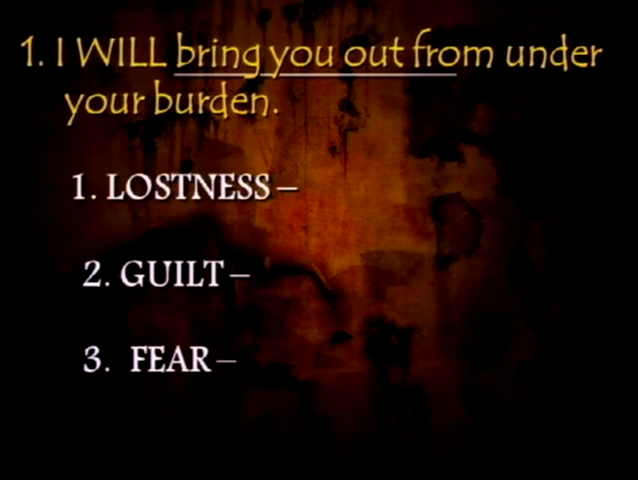 1. I WILL bring you out from under
your burden.
1. LOSTNESS –
2. GUILT –
3. FEAR –